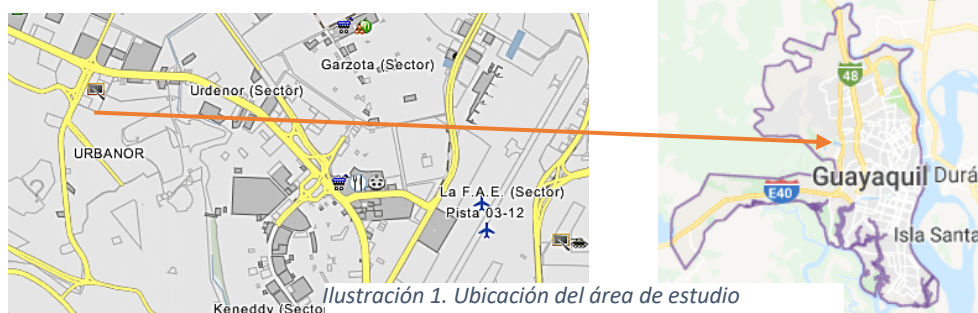 Garzota (Sector)
Urdenor (Sector)
URBANOR
La F.A.E. (Sector)
Pista 03-12
Keneddy (Secto
48
Guayaquil
Durá
E40
Isla Santa
Ilustración 1. Ubicación del área de estudio